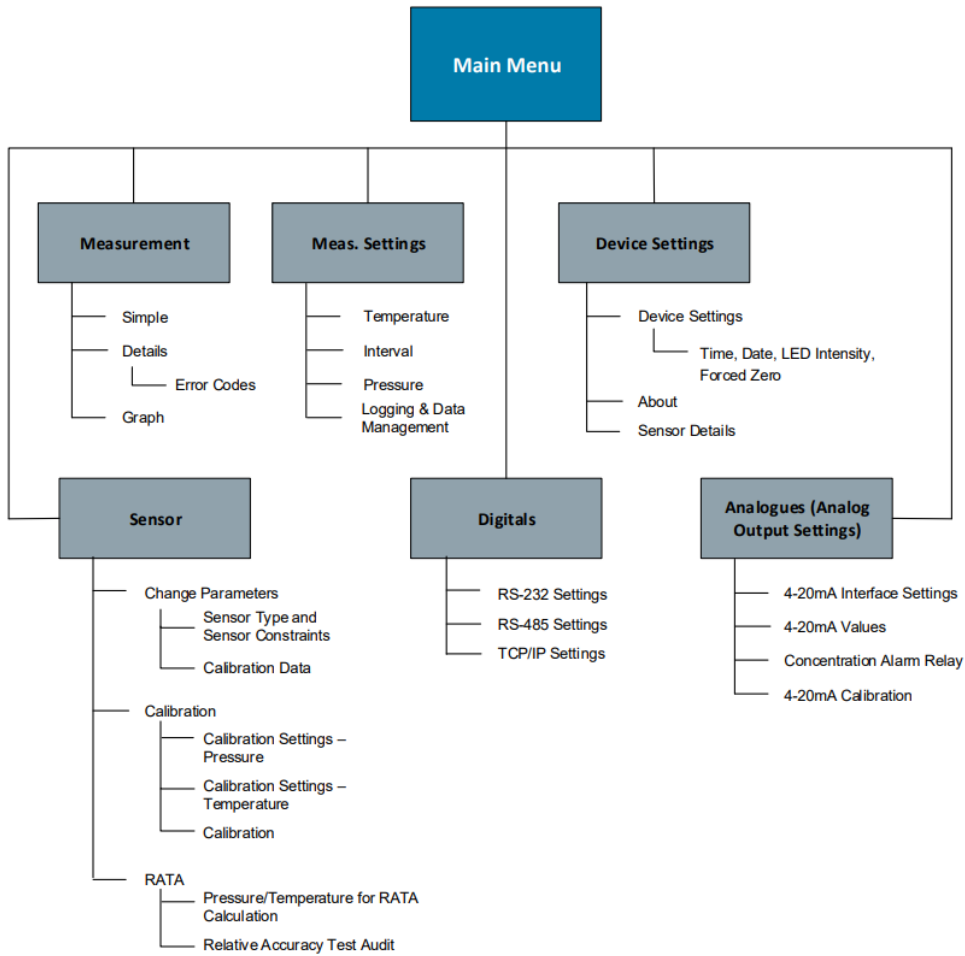 Main Menu
Measurement
Simple
Details
Error Codes
Graph
Meas. Settings
Temperature
Interval
Pressure
Logging & Data
Management
Device Settings
Device Settings
Time, Date, LED Intensity,
Forced Zero
About
Sensor Details
Sensor
Change Parameters
Sensor Type and
Sensor Constraints
Calibration Data
Calibration
Calibration Settings –
Pressure
Calibration Settings –
Temperature
Calibration
RATA
Pressure/Temperature for RATA
Calculation
Relative Accuracy Test Audit
Digitals
RS-232 Settings
RS-485 Settings
TCP/IP Settings
Analogues (Analog
Output Settings)
4-20mA Interface Settings
4-20mA Values
Concentration Alarm Relay
4-20mA Calibration